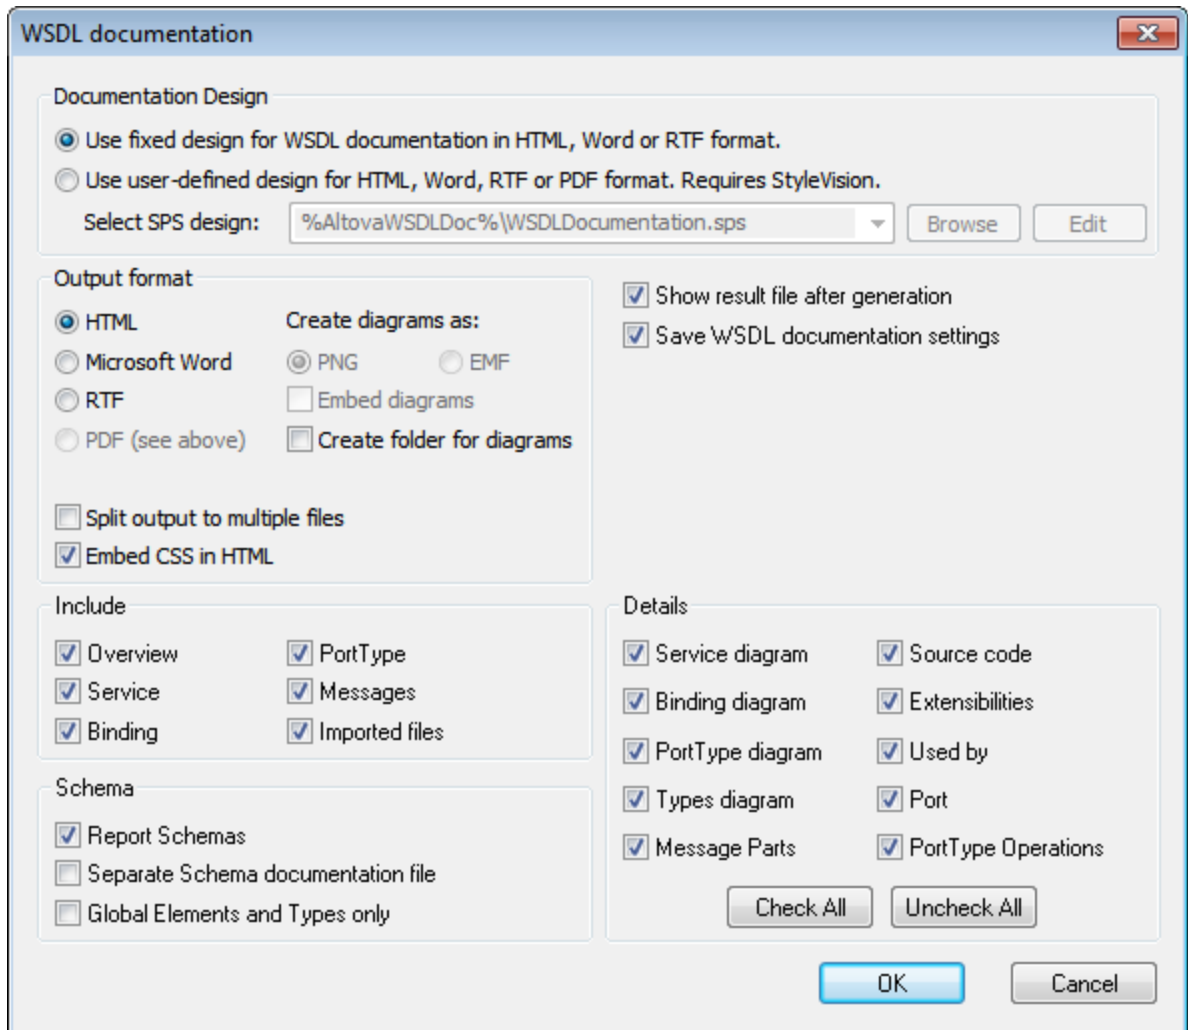 WSDL documentation
Documentation Design
Use fixed design for WSDL documentation in HTML, Word or RTF format.
Use user-defined design for HTML, Word, RTF or PDF format. Requires StyleVision.
Select SPS design: %AltovaWSDLDoc%\WSDLDocumentation.sps Browse Edit
Output format
HTML Create diagrams as:
Microsoft Word PNG EMF
RTF Embed diagrams
PDF (see above) Create folder for diagrams
Split output to multiple files
Embed CSS in HTML
Show result file after generation
Save WSDL documentation settings
Include
Overview PortType
Service Messages
Binding Imported files
Schema
Report Schemas
Separate Schema documentation file
Global Elements and Types only
Details
Service diagram Source code
Binding diagram Extensibilities
PortType diagram Used by
Types diagram Port
Message Parts PortType Operations
Check All Uncheck All
OK Cancel